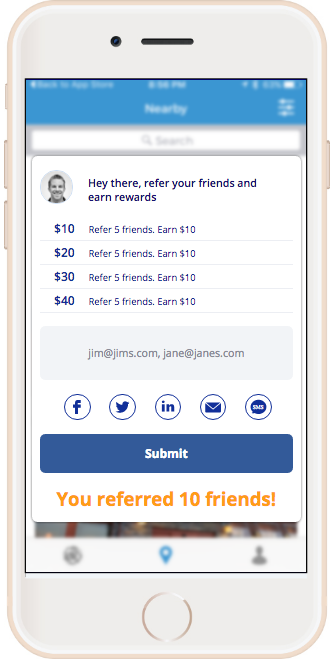 Back to App Store 8:58 PM 62%
Nearby
Search
Hey there, refer your friends and
earn rewards
$10 Refer 5 friends. Earn $10
$20 Refer 5 friends. Earn $10
$30 Refer 5 friends. Earn $10
$40 Refer 5 friends. Earn $10
jim@jims.com, jane@janes.com
SMS
Submit
You referred 10 friends!